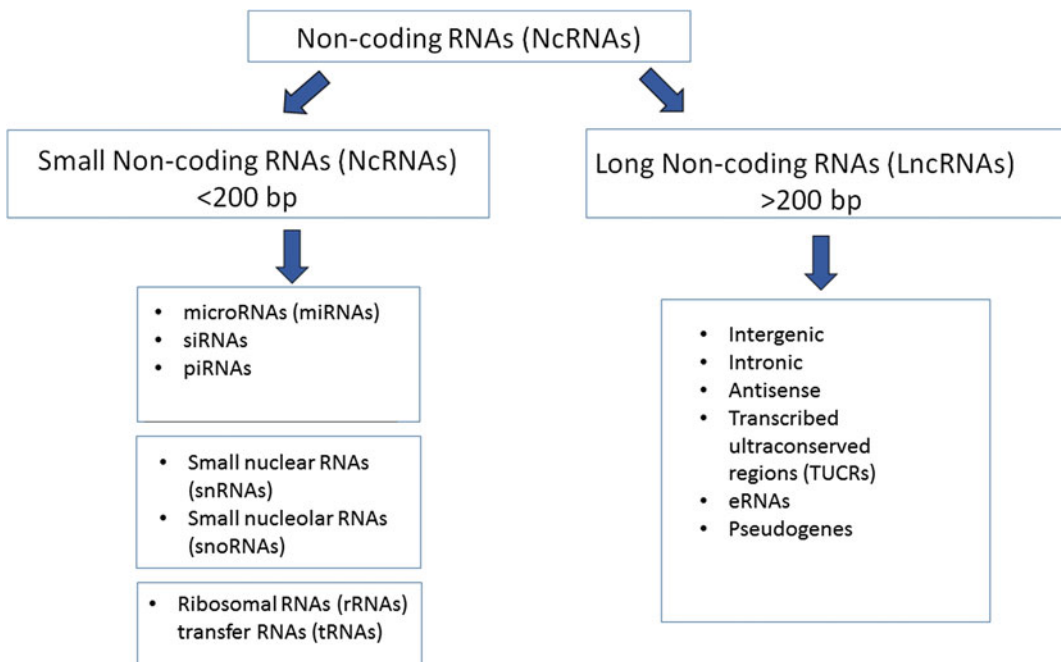 Non-coding RNAs (NcRNAs)
Small Non-coding RNAs (NcRNAs)
<200 bp
• microRNAs (miRNAs)
• siRNAs
• piRNAs
• Small nuclear RNAs
(snRNAs)
• Small nucleolar RNAs
(snoRNAs)
• Ribosomal RNAs (rRNAs)
transfer RNAs (tRNAs)
Long Non-coding RNAs (LncRNAs)
>200 bp
• Intergenic
• Intronic
• Antisense
• Transcribed
ultraconserved
regions (TUCRs)
• eRNAs
• Pseudogenes